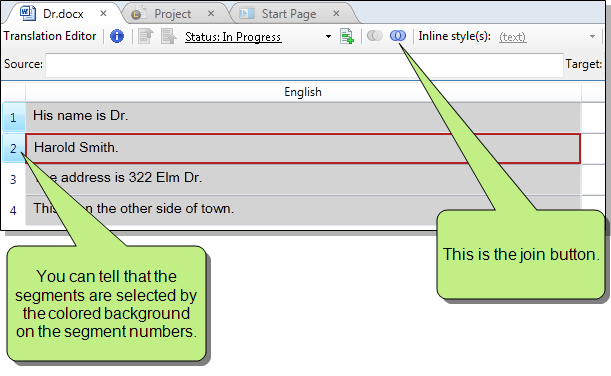 Dr.docx × Project × Start Page ×
Translation Editor Status: In Progress Inline style(s): (text)
Source: Target:
English
1 His name is Dr.
2 Harold Smith.
3 e address is 322 Elm Dr.
4 This n the other side of town.
This is the join button.
You can tell that the
segments are selected by
the colored background
on the segment numbers.